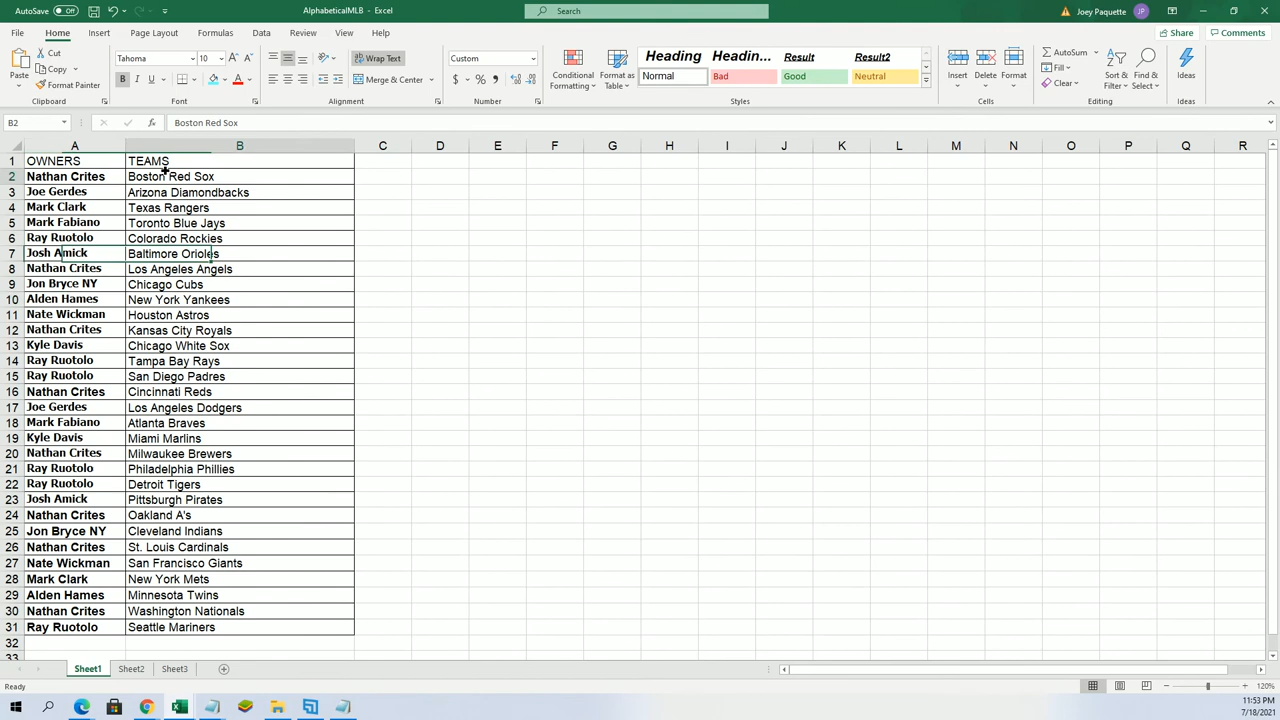 AutoSave Off AlphabeticalMLB - Excel Search Joey Paquette JP
File Home Insert Page Layout Formulas Data Review View Help Share Comments
Paste Cut Copy Format Painter Clipboard
Tahoma 10 B I U A Font
Wrap Text Merge & Center Alignment
Custom $ % Number
Conditional Formatting Format as Table
Heading Headin... Result Result2
Normal Bad Good Neutral
Styles
Insert Delete Format Cells
AutoSum Fill Clear Sort & Filter Find & Select Editing
Ideas Ideas
B2 fx Boston Red Sox
A B C D E F G H I J K L M N O P Q R
1 OWNERS TEAMS
2 Nathan Crites Boston Red Sox
3 Joe Gerdes Arizona Diamondbacks
4 Mark Clark Texas Rangers
5 Mark Fabiano Toronto Blue Jays
6 Ray Ruotolo Colorado Rockies
7 Josh Amick Baltimore Orioles
8 Nathan Crites Los Angeles Angels
9 Jon Bryce NY Chicago Cubs
10 Alden Hames New York Yankees
11 Nate Wickman Houston Astros
12 Nathan Crites Kansas City Royals
13 Kyle Davis Chicago White Sox
14 Ray Ruotolo Tampa Bay Rays
15 Ray Ruotolo San Diego Padres
16 Nathan Crites Cincinnati Reds
17 Joe Gerdes Los Angeles Dodgers
18 Mark Fabiano Atlanta Braves
19 Kyle Davis Miami Marlins
20 Nathan Crites Milwaukee Brewers
21 Ray Ruotolo Philadelphia Phillies
22 Ray Ruotolo Detroit Tigers
23 Josh Amick Pittsburgh Pirates
24 Nathan Crites Oakland A's
25 Jon Bryce NY Cleveland Indians
26 Nathan Crites St. Louis Cardinals
27 Nate Wickman San Francisco Giants
28 Mark Clark New York Mets
29 Alden Hames Minnesota Twins
30 Nathan Crites Washington Nationals
31 Ray Ruotolo Seattle Mariners
32
33
Sheet1 Sheet2 Sheet3
Ready 120%
11:53 PM
7/18/2021